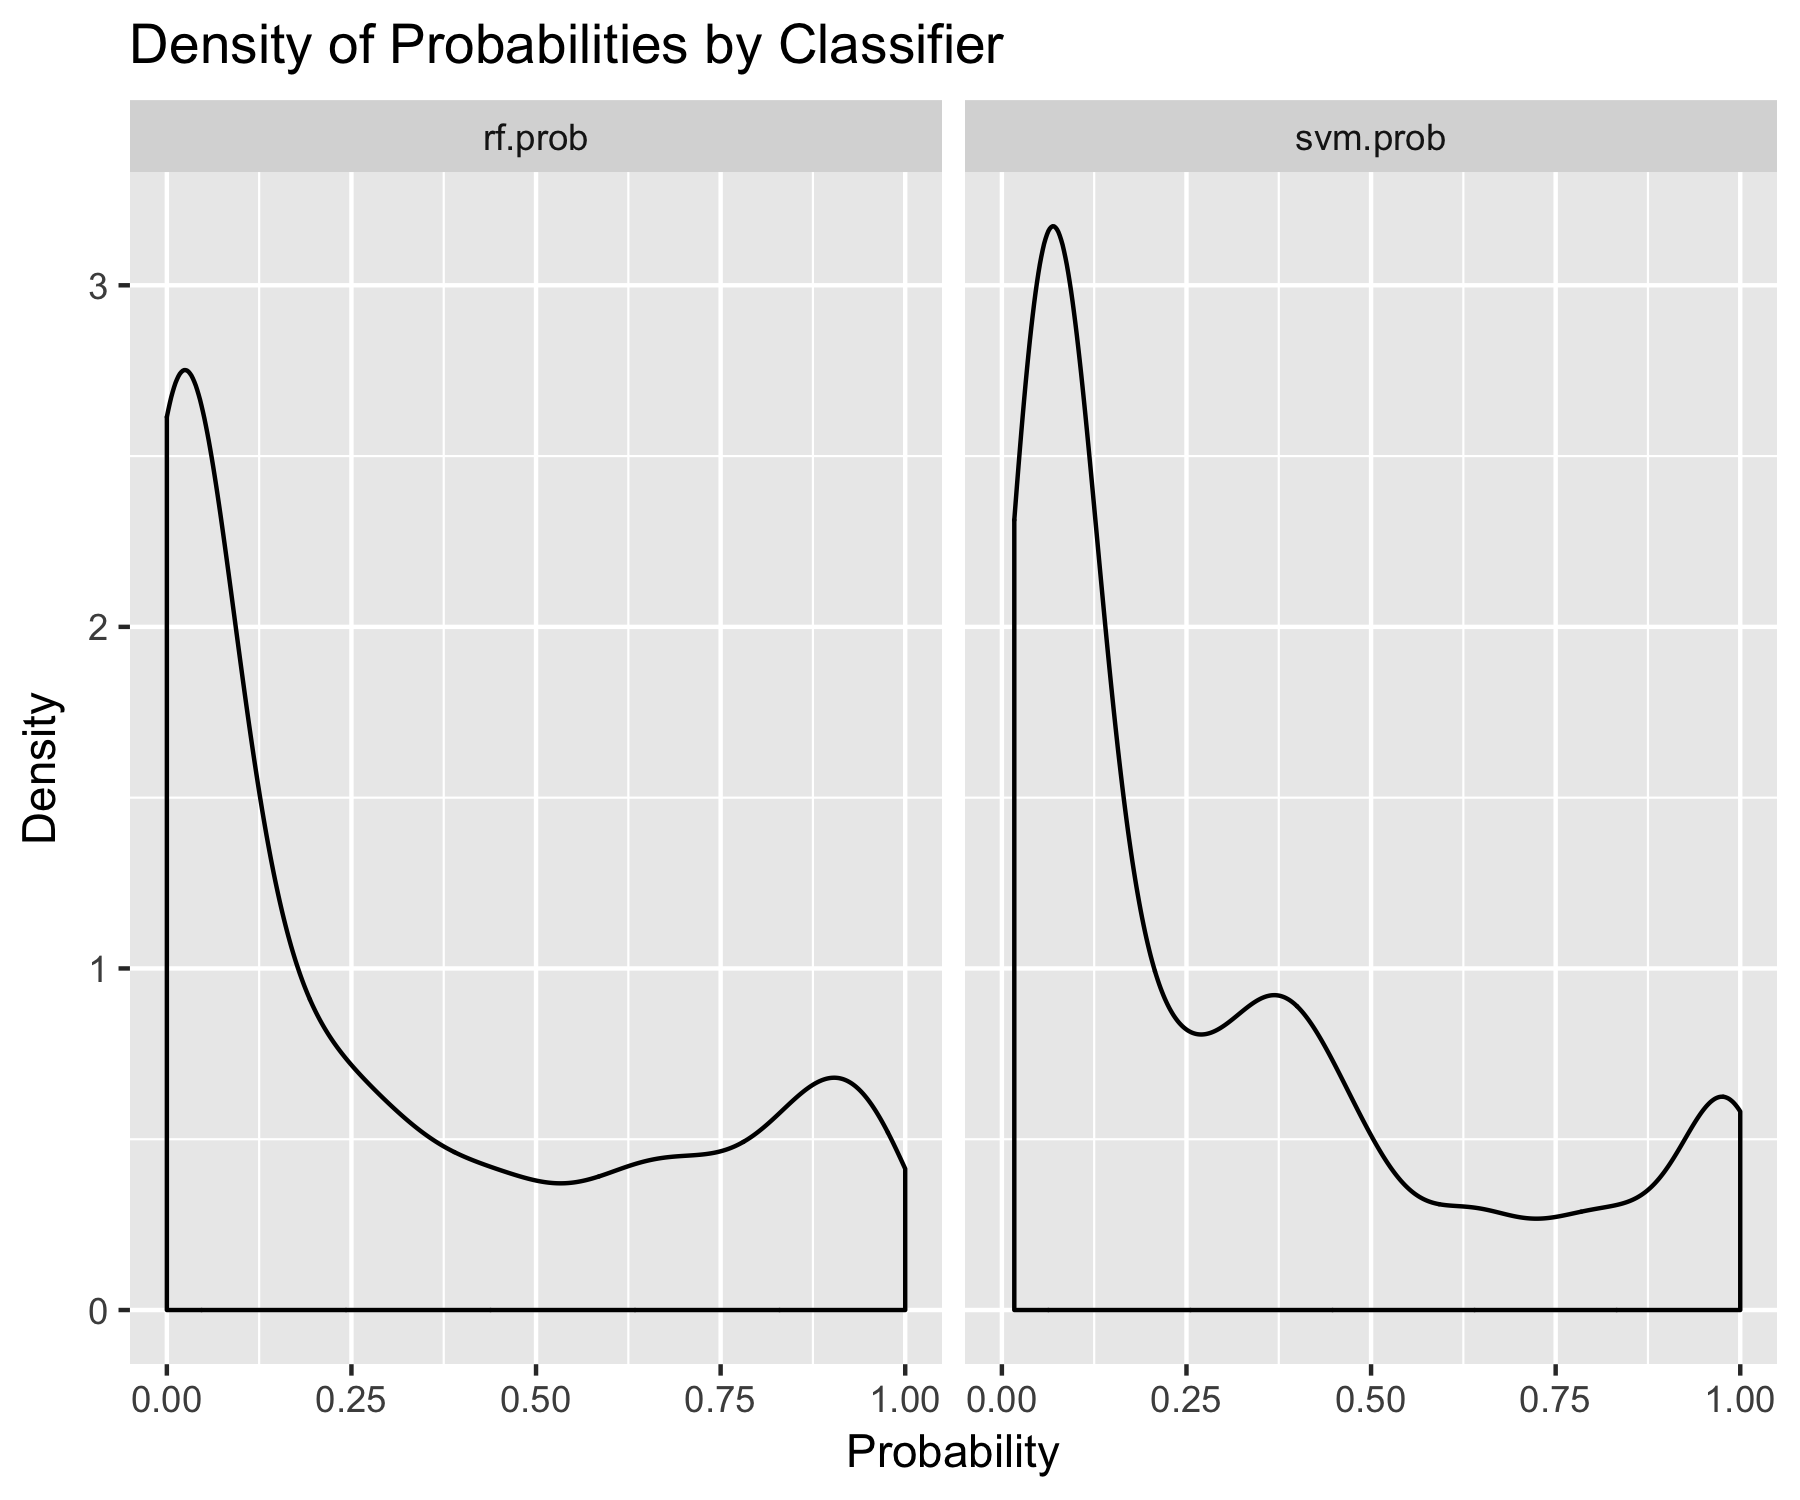 Density of Probabilities by Classifier
rf.prob
svm.prob
3
2
1
0
Density
0.00 0.25 0.50 0.75 1.00
0.00 0.25 0.50 0.75 1.00
Probability